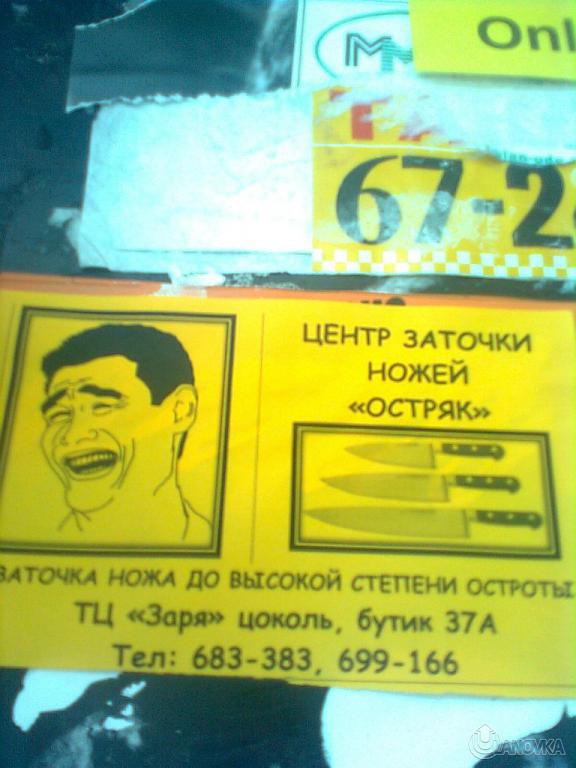 Onl
67-2
ЦЕНТР ЗАТОЧКИ
НОЖЕЙ
«ОСТРЯК»
ЗАТОЧКА НОЖА ДО ВЫСОКОЙ СТЕПЕНИ ОСТРОТЫ
ТЦ «Заря» цоколь, бутик 37А
Тел: 683-383, 699-166
ULANOVKA